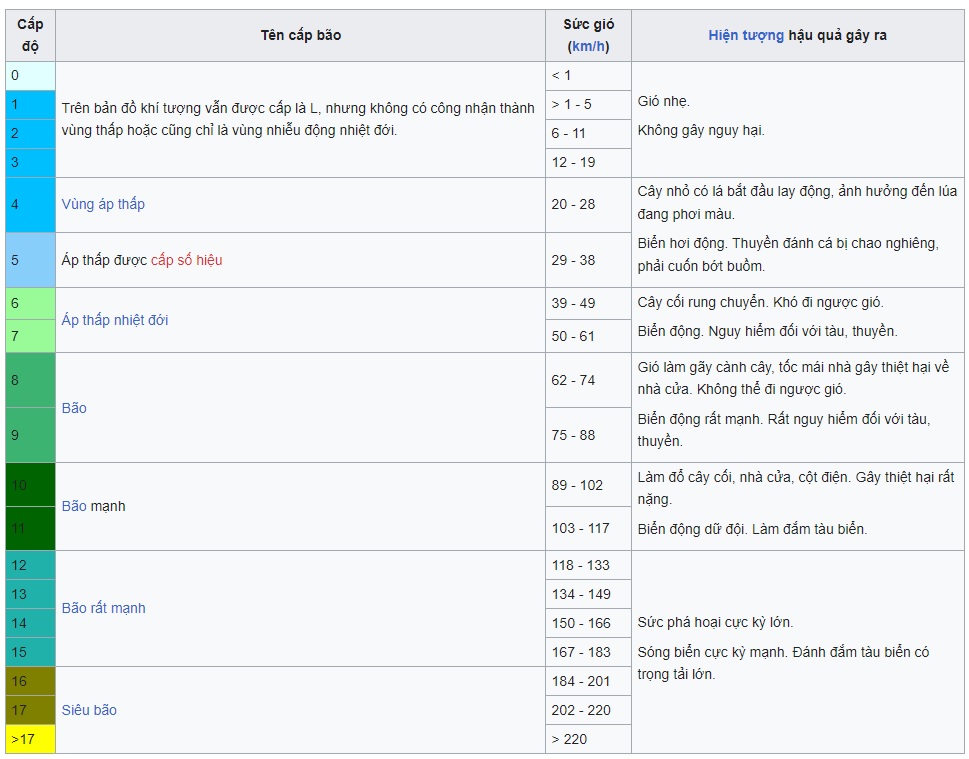 Cấp
độ
Tên cấp bão
Sức gió
(km/h)
Hiện tượng hậu quả gây ra
0
Trên bản đồ khí tượng vẫn được cấp là L, nhưng không có công nhận thành
vùng thấp hoặc cũng chỉ là vùng nhiễu động nhiệt đới.
< 1
Gió nhẹ.
Không gây nguy hại.
1
> 1 - 5
2
6 - 11
3
12 - 19
4
Vùng áp thấp
20 - 28
Cây nhỏ có lá bắt đầu lay động, ảnh hưởng đến lúa
đang phơi màu.
Biển hơi động. Thuyền đánh cá bị chao nghiêng,
phải cuốn bớt buồm.
5
Áp thấp được cấp số hiệu
29 - 38
6
Áp thấp nhiệt đới
39 - 49
Cây cối rung chuyển. Khó đi ngược gió.
Biển động. Nguy hiểm đối với tàu, thuyền.
7
50 - 61
8
Bão
62 - 74
Gió làm gãy cành cây, tốc mái nhà gây thiệt hại về
nhà cửa. Không thể đi ngược gió.
Biển động rất mạnh. Rất nguy hiểm đối với tàu,
thuyền.
9
75 - 88
10
Bão mạnh
89 - 102
Làm đổ cây cối, nhà cửa, cột điện. Gây thiệt hại rất
nặng.
Biển động dữ đội. Làm đắm tàu biển.
11
103 - 117
12
Bão rất mạnh
118 - 133
Sức phá hoại cực kỳ lớn.
Sóng biển cực kỳ mạnh. Đánh đắm tàu biển có
trọng tải lớn.
13
134 - 149
14
150 - 166
15
167 - 183
16
Siêu bão
184 - 201
17
202 - 220
>17
> 220